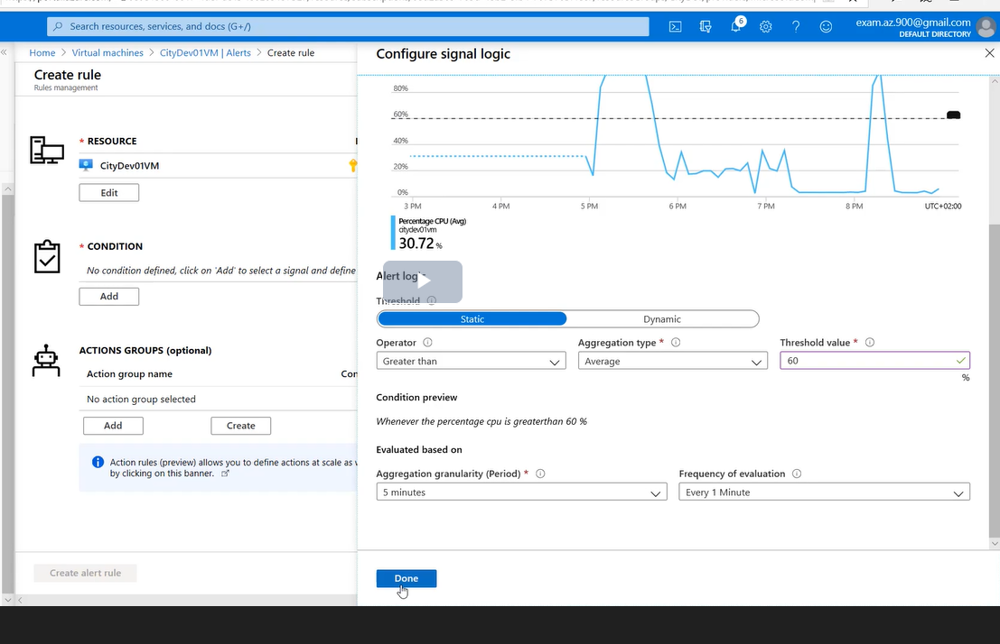 Search resources, services, and docs (G+/)
6
exam.az.900@gmail.com
DEFAULT DIRECTORY
Home > Virtual machines > CityDev01VM | Alerts > Create rule
Create rule
Rules management
* RESOURCE
CityDev01VM
Edit
* CONDITION
No condition defined, click on 'Add' to select a signal and define
Add
ACTIONS GROUPS (optional)
Action group name
Con
No action group selected
Add
Create
Action rules (preview) allows you to define actions at scale as
by clicking on this banner.
Create alert rule
Configure signal logic
80%
60%
40%
20%
0%
3 PM 4 PM 5 PM 6 PM 7 PM 8 PM UTC+02:00
Percentage CPU (Avg)
citydev01vm
30.72 %
Alert logic
Threshold
Static Dynamic
Operator Aggregation type * Threshold value *
Greater than Average 60
%
Condition preview
Whenever the percentage cpu is greaterthan 60 %
Evaluated based on
Aggregation granularity (Period) * Frequency of evaluation
5 minutes Every 1 Minute
Done